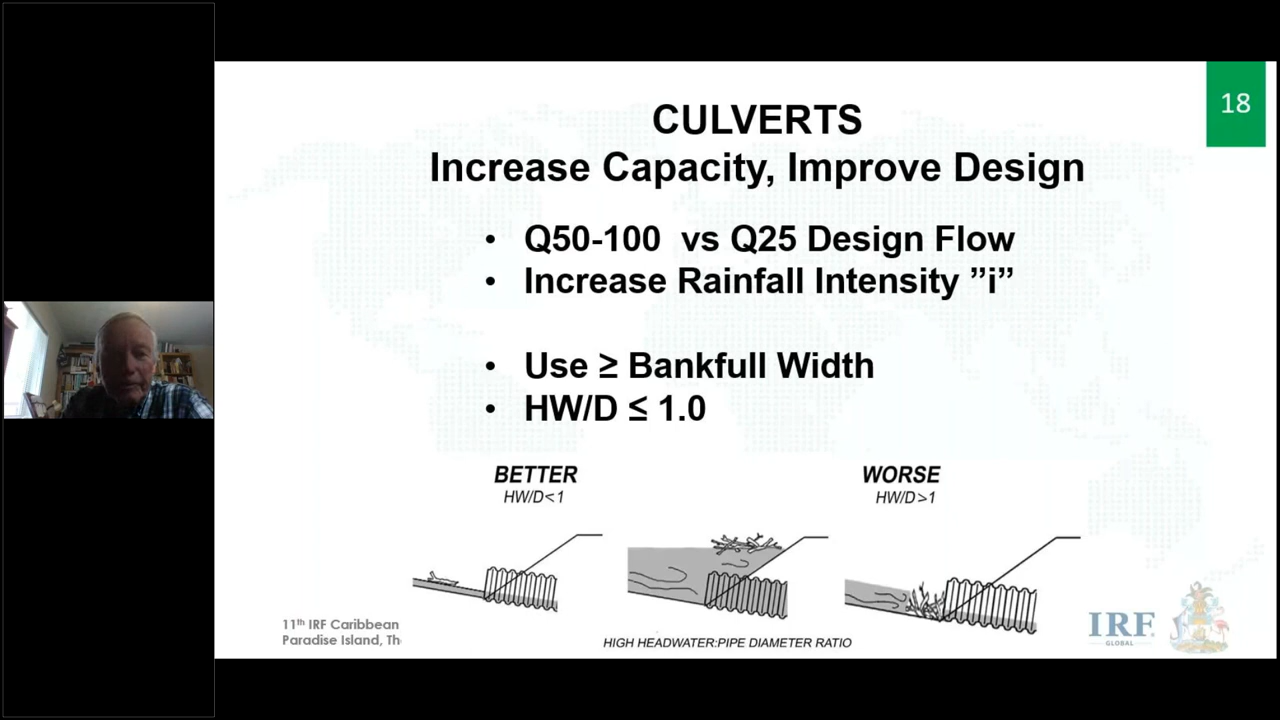 18
CULVERTS
Increase Capacity, Improve Design
• Q50-100 vs Q25 Design Flow
• Increase Rainfall Intensity ”i”
• Use ≥ Bankfull Width
• HW/D ≤ 1.0
BETTER
HW/D<1
WORSE
HW/D>1
11th IRF Caribbean
Paradise Island, Th
HIGH HEADWATER:PIPE DIAMETER RATIO
IRF
GLOBAL